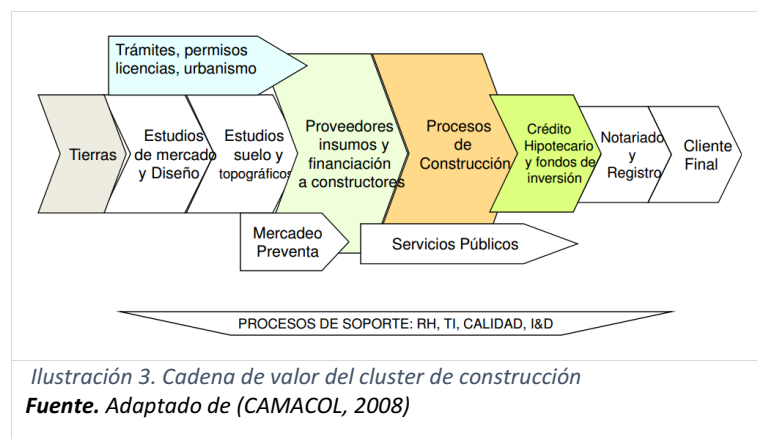 Trámites, permisos
licencias, urbanismo
Tierras
Estudios
de mercado
y Diseño
Estudios
suelo y
topográficos
Proveedores
insumos y
financiación
a constructores
Procesos
de
Construcción
Crédito
Hipotecario
y fondos de
inversión
Notariado
y
Registro
Cliente
Final
Mercadeo
Preventa
Servicios Públicos
PROCESOS DE SOPORTE: RH, TI, CALIDAD, I&D
Ilustración 3. Cadena de valor del cluster de construcción
Fuente. Adaptado de (CAMACOL, 2008)